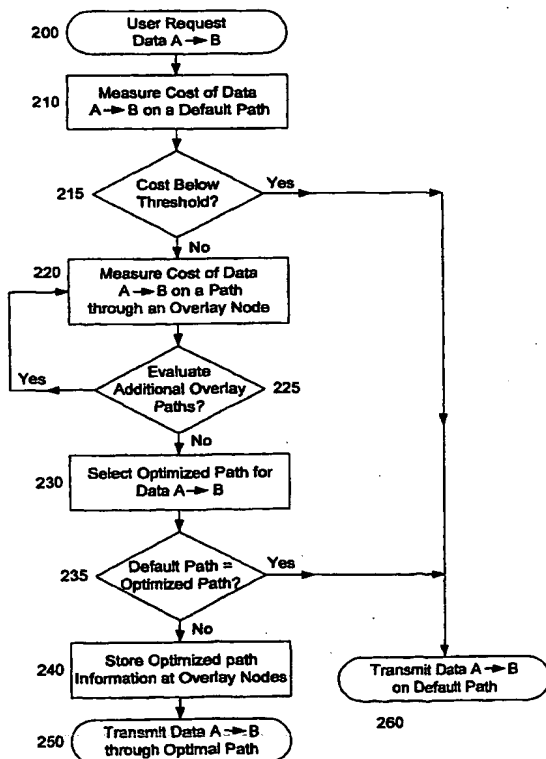 200
User Request
Data A → B
210
Measure Cost of Data
A → B on a Default Path
215
Cost Below
Threshold?
Yes
No
220
Measure Cost of Data
A → B on a Path
through an Overlay Node
Yes
Evaluate
Additional Overlay
Paths?
225
No
230
Select Optimized Path for
Data A → B
235
Default Path =
Optimized Path?
Yes
No
240
Store Optimized path
Information at Overlay Nodes
Transmit Data A → B
on Default Path
250
Transmit Data A → B
through Optimal Path
260